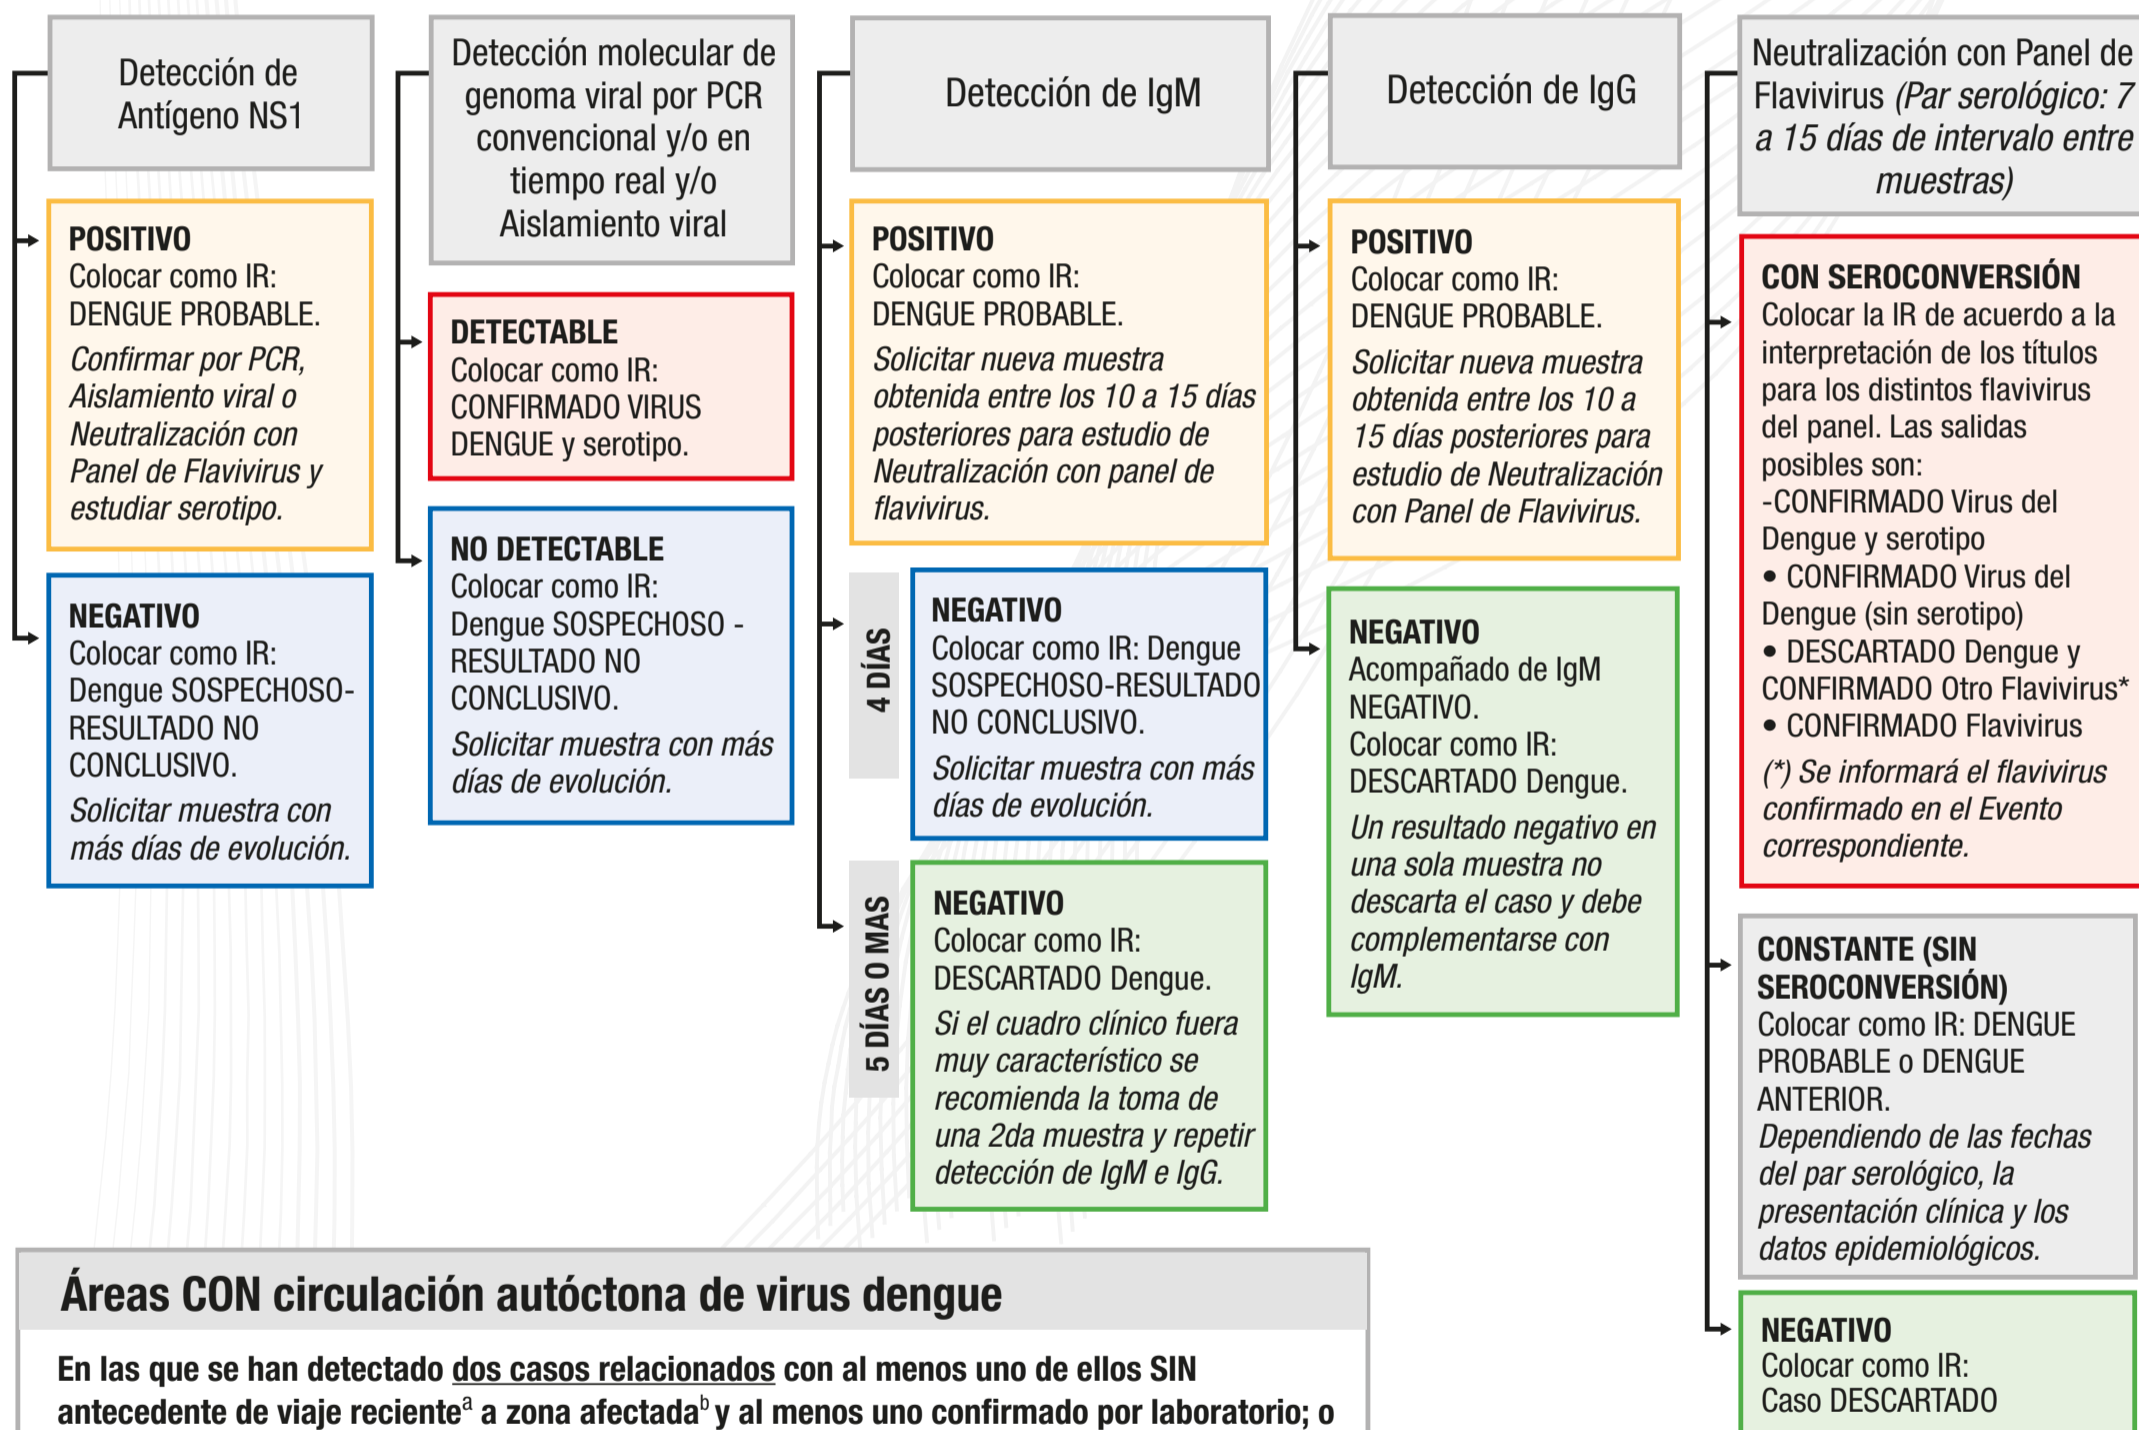 Detección de
Antígeno NS1
POSITIVO
Colocar como IR:
DENGUE PROBABLE.
Confirmar por PCR,
Aislamiento viral o
Neutralización con
Panel de Flavivirus y
estudiar serotipo.
NEGATIVO
Colocar como IR:
Dengue SOSPECHOSO-
RESULTADO NO
CONCLUSIVO.
Solicitar muestra con
más días de evolución.
Detección molecular de
genoma viral por PCR
convencional y/o en
tiempo real y/o
Aislamiento viral
DETECTABLE
Colocar como IR:
CONFIRMADO VIRUS
DENGUE y serotipo.
NO DETECTABLE
Colocar como IR:
Dengue SOSPECHOSO -
RESULTADO NO
CONCLUSIVO.
Solicitar muestra con más
días de evolución.
Detección de IgM
POSITIVO
Colocar como IR:
DENGUE PROBABLE.
Solicitar nueva muestra
obtenida entre los 10 a 15 días
posteriores para estudio de
Neutralización con panel de
flavivirus.
4 DÍAS
NEGATIVO
Colocar como IR: Dengue
SOSPECHOSO-RESULTADO
NO CONCLUSIVO.
Solicitar muestra con más
días de evolución.
5 DÍAS O MAS
NEGATIVO
Colocar como IR:
DESCARTADO Dengue.
Si el cuadro clínico fuera
muy característico se
recomienda la toma de
una 2da muestra y repetir
detección de IgM e IgG.
Detección de IgG
POSITIVO
Colocar como IR:
DENGUE PROBABLE.
Solicitar nueva muestra
obtenida entre los 10 a
15 días posteriores para
estudio de Neutralización
con Panel de Flavivirus.
NEGATIVO
Acompañado de IgM
NEGATIVO.
Colocar como IR:
DESCARTADO Dengue.
Un resultado negativo en
una sola muestra no
descarta el caso y debe
complementarse con
IgM.
Neutralización con Panel de
Flavivirus (Par serológico: 7
a 15 días de intervalo entre
muestras)
CON SEROCONVERSIÓN
Colocar la IR de acuerdo a la
interpretación de los títulos
para los distintos flavivirus
del panel. Las salidas
posibles son:
-CONFIRMADO Virus del
Dengue y serotipo
• CONFIRMADO Virus del
Dengue (sin serotipo)
• DESCARTADO Dengue y
CONFIRMADO Otro Flavivirus*
• CONFIRMADO Flavivirus
(*) Se informará el flavivirus
confirmado en el Evento
correspondiente.
CONSTANTE (SIN
SEROCONVERSIÓN)
Colocar como IR: DENGUE
PROBABLE o DENGUE
ANTERIOR.
Dependiendo de las fechas
del par serológico, la
presentación clínica y los
datos epidemiológicos.
NEGATIVO
Colocar como IR:
Caso DESCARTADO
Áreas CON circulación autóctona de virus dengue
En las que se han detectado dos casos relacionados con al menos uno de ellos SIN
antecedente de viaje reciente^a a zona afectada^b y al menos uno confirmado por laboratorio; o